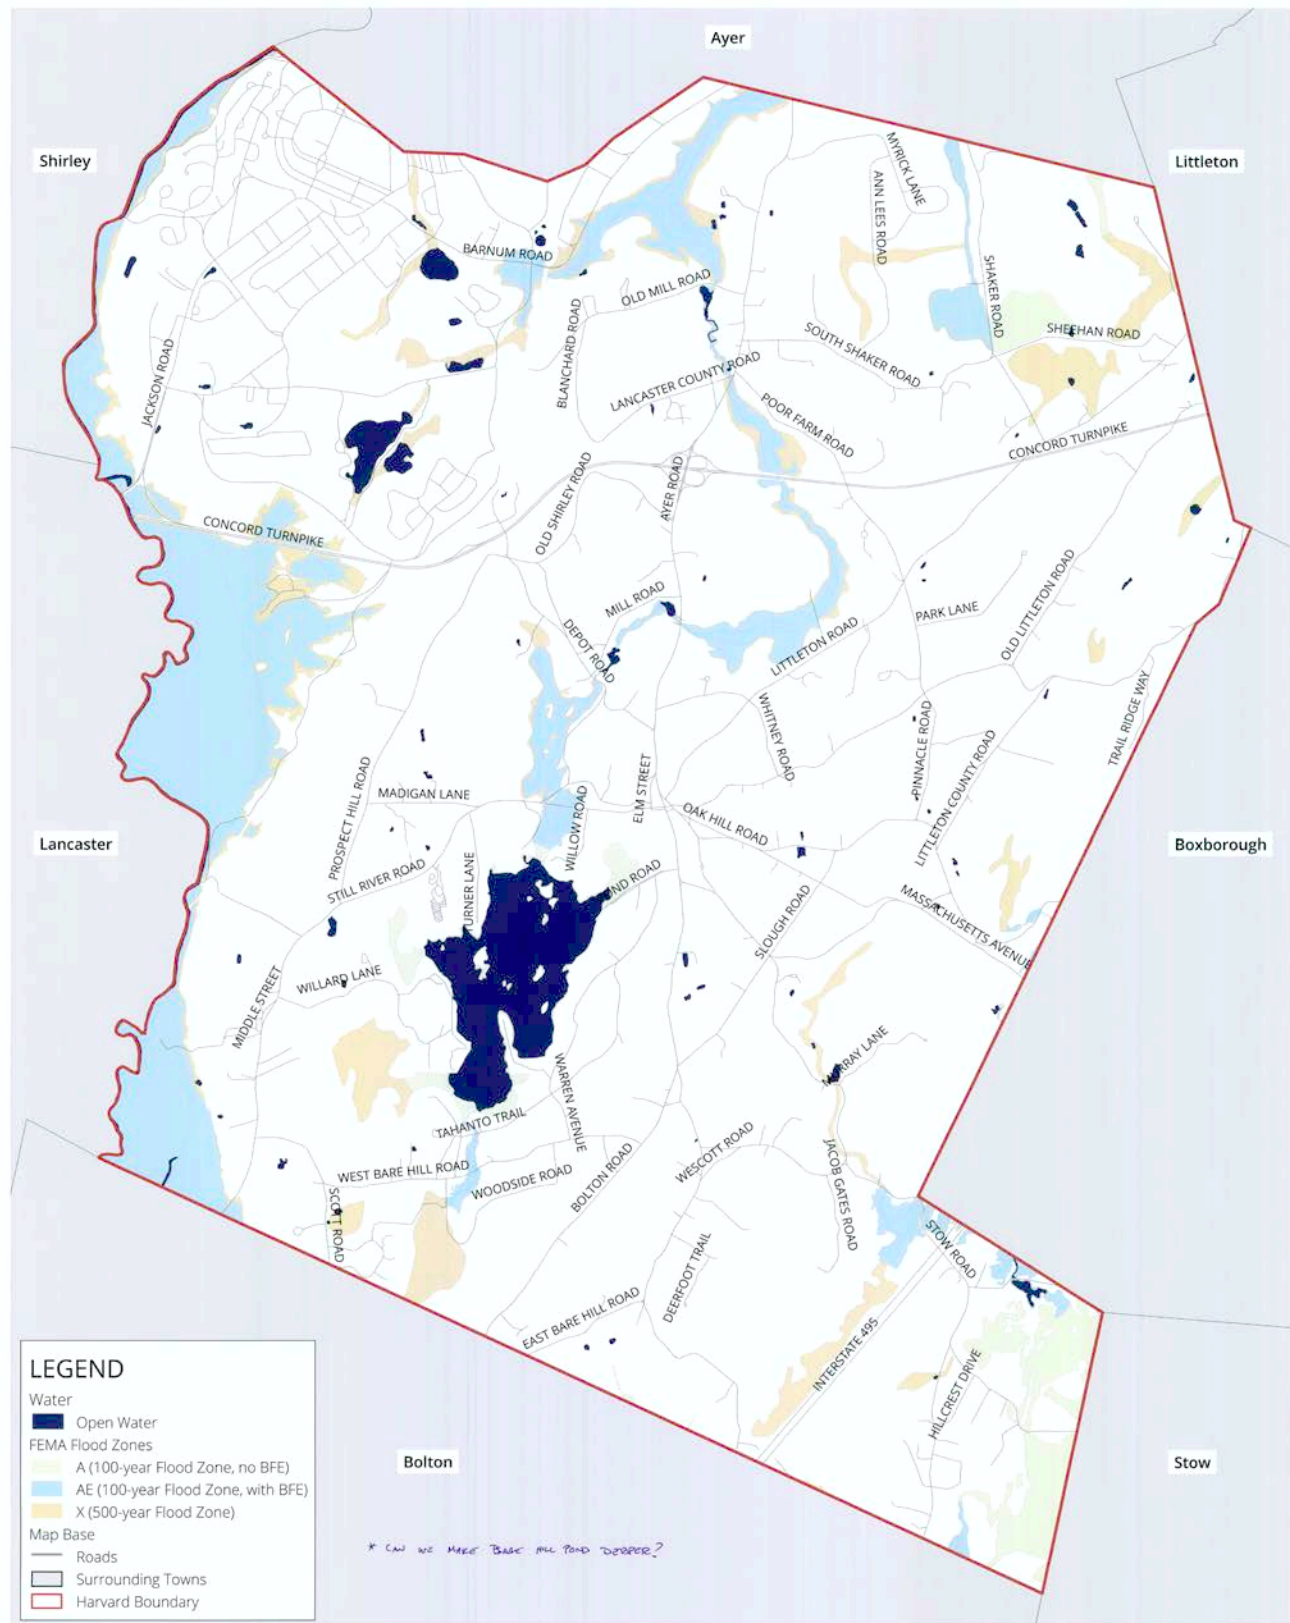 Ayer
Shirley
Littleton
MYRICK LANE
ANN LEES ROAD
BARNUM ROAD
SHAKER ROAD
OLD MILL ROAD
SHEEHAN ROAD
BLANCHARD ROAD
SOUTH SHAKER ROAD
JACKSON ROAD
LANCASTER COUNTY ROAD
POOR FARM ROAD
CONCORD TURNPIKE
OLD SHIRLEY ROAD
AYER ROAD
CONCORD TURNPIKE
OLD LITTLETON ROAD
MILL ROAD
PARK LANE
DEPOT ROAD
LITTLETON ROAD
TRAIL RIDGE WAY
WHITNEY ROAD
PINNACLE ROAD
LITTLETON COUNTY ROAD
PROSPECT HILL ROAD
MADIGAN LANE
ELM STREET
WILLOW ROAD
OAK HILL ROAD
Lancaster
Boxborough
STILL RIVER ROAD
URNER LANE
OND ROAD
SLOUGH ROAD
MASSACHUSETTS AVENUE
WILLARD LANE
MIDDLE STREET
MURRAY LANE
WARREN AVENUE
TAHANTO TRAIL
WEST BARE HILL ROAD
WOODSIDE ROAD
BOLTON ROAD
WESCOTT ROAD
JACOB GATES ROAD
SCOTT ROAD
STOW ROAD
DEERFOOT TRAIL
EAST BARE HILL ROAD
INTERSTATE 495
HILLCREST DRIVE
Bolton
Stow
LEGEND
Water
Open Water
FEMA Flood Zones
A (100-year Flood Zone, no BFE)
AE (100-year Flood Zone, with BFE)
X (500-year Flood Zone)
Map Base
Roads
Surrounding Towns
Harvard Boundary
* CAN WE MAKE BARE HILL POND DEEPER?